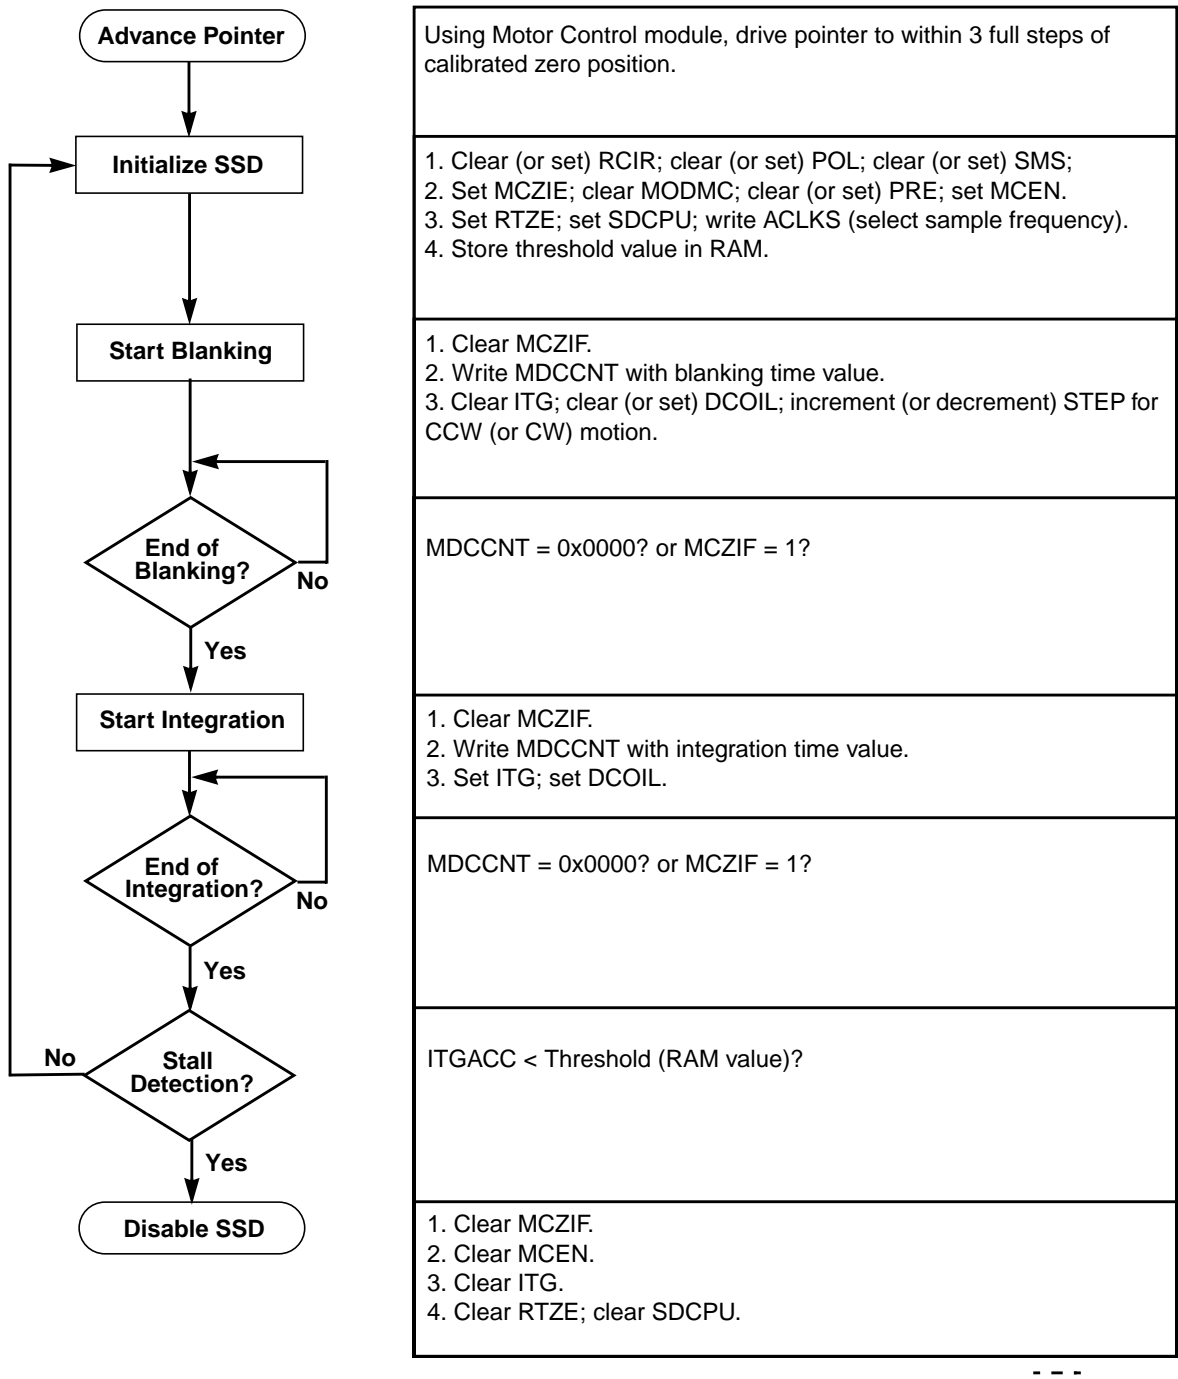 Advance Pointer
Using Motor Control module, drive pointer to within 3 full steps of
calibrated zero position.
Initialize SSD
1. Clear (or set) RCIR; clear (or set) POL; clear (or set) SMS;
2. Set MCZIE; clear MODMC; clear (or set) PRE; set MCEN.
3. Set RTZE; set SDCPU; write ACLKS (select sample frequency).
4. Store threshold value in RAM.
Start Blanking
1. Clear MCZIF.
2. Write MDCCNT with blanking time value.
3. Clear ITG; clear (or set) DCOIL; increment (or decrement) STEP for
CCW (or CW) motion.
End of
Blanking?
No
Yes
MDCCNT = 0x0000? or MCZIF = 1?
Start Integration
1. Clear MCZIF.
2. Write MDCCNT with integration time value.
3. Set ITG; set DCOIL.
End of
Integration?
No
Yes
MDCCNT = 0x0000? or MCZIF = 1?
No
Stall
Detection?
Yes
ITGACC < Threshold (RAM value)?
Disable SSD
1. Clear MCZIF.
2. Clear MCEN.
3. Clear ITG.
4. Clear RTZE; clear SDCPU.